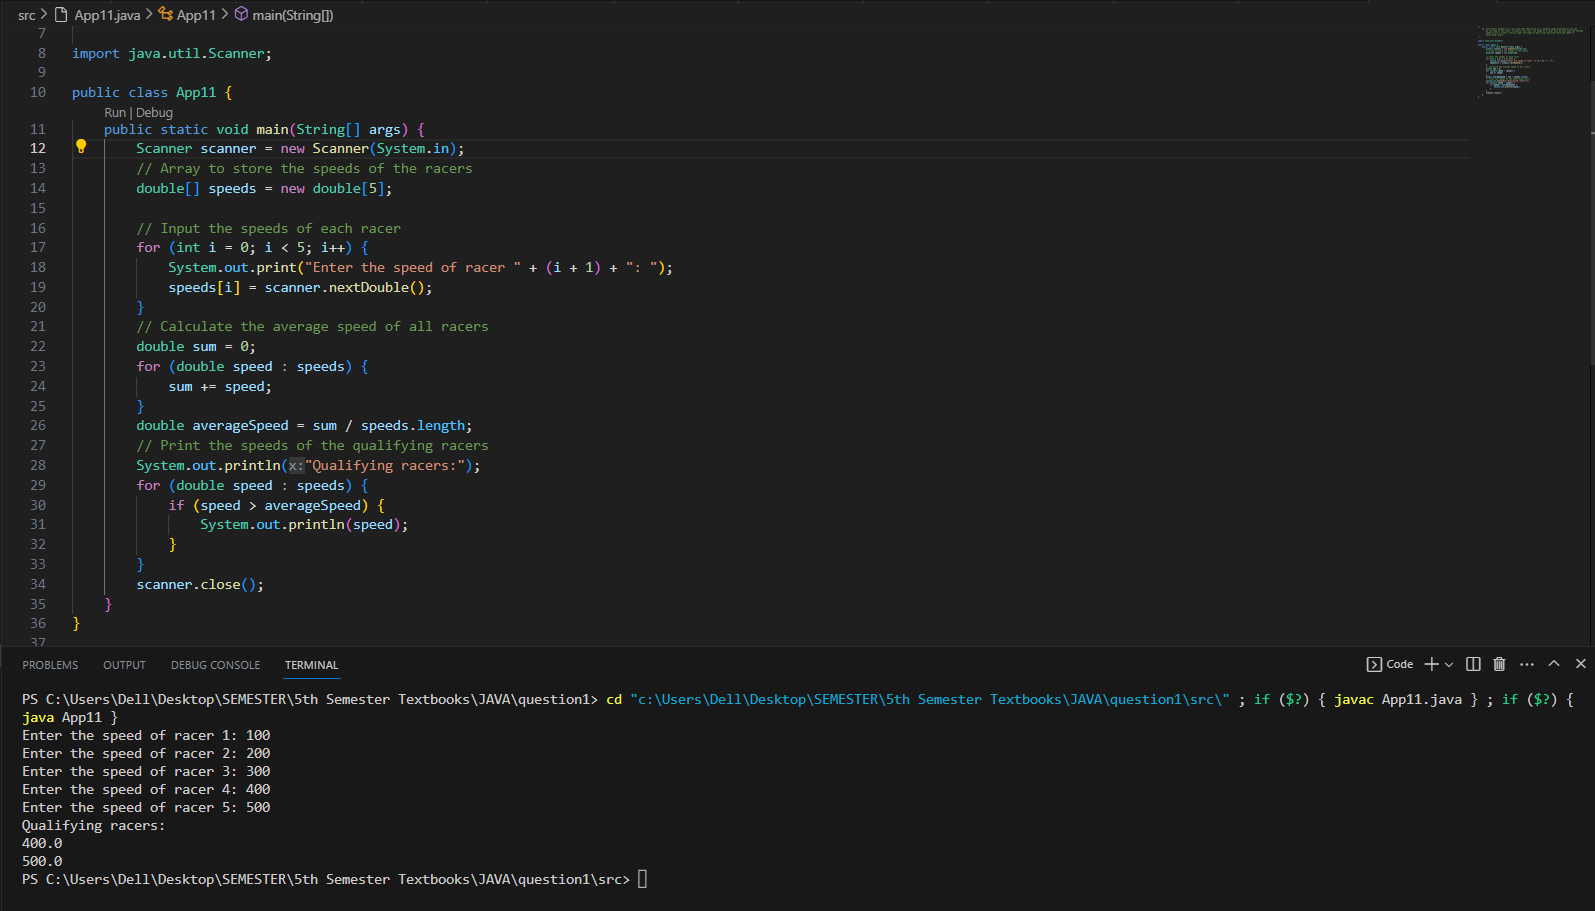 src > App11.java > App11 > main(String[])
7
8 import java.util.Scanner;
9
10 public class App11 {
Run | Debug
11 public static void main(String[] args) {
12 Scanner scanner = new Scanner(System.in);
13 // Array to store the speeds of the racers
14 double[] speeds = new double[5];
15
16 // Input the speeds of each racer
17 for (int i = 0; i < 5; i++) {
18 System.out.print("Enter the speed of racer " + (i + 1) + ": ");
19 speeds[i] = scanner.nextDouble();
20 }
21 // Calculate the average speed of all racers
22 double sum = 0;
23 for (double speed : speeds) {
24 sum += speed;
25 }
26 double averageSpeed = sum / speeds.length;
27 // Print the speeds of the qualifying racers
28 System.out.println(x:"Qualifying racers:");
29 for (double speed : speeds) {
30 if (speed > averageSpeed) {
31 System.out.println(speed);
32 }
33 }
34 scanner.close();
35 }
36 }
37
PROBLEMS OUTPUT DEBUG CONSOLE TERMINAL Code
PS C:\Users\Dell\Desktop\SEMESTER\5th Semester Textbooks\JAVA\question1> cd "c:\Users\Dell\Desktop\SEMESTER\5th Semester Textbooks\JAVA\question1\src\" ; if ($?) { javac App11.java } ; if ($?) {
java App11 }
Enter the speed of racer 1: 100
Enter the speed of racer 2: 200
Enter the speed of racer 3: 300
Enter the speed of racer 4: 400
Enter the speed of racer 5: 500
Qualifying racers:
400.0
500.0
PS C:\Users\Dell\Desktop\SEMESTER\5th Semester Textbooks\JAVA\question1\src>